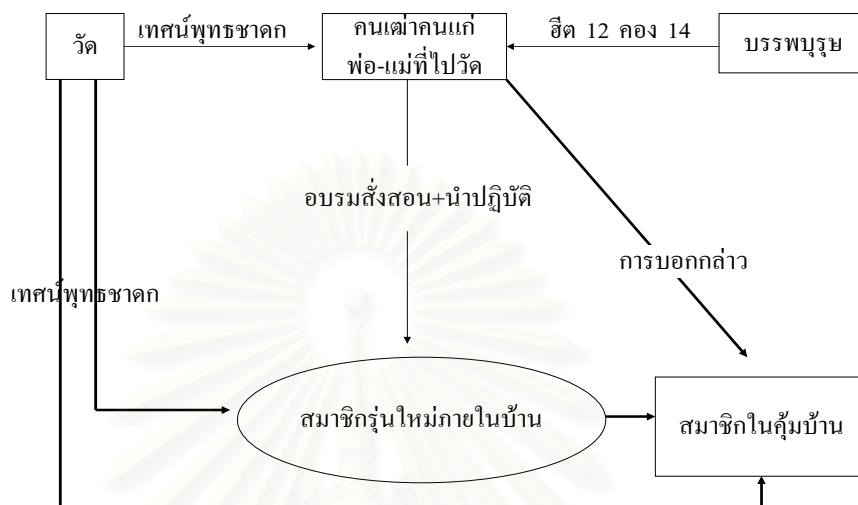 วัด
เทศน์พุทธชาดก
คนเฒ่าคนแก่
พ่อ-แม่ที่ไปวัด
ฮีต 12 คอง 14
บรรพบุรุษ
อบรมสั่งสอน+นำปฏิบัติ
การบอกกล่าว
เทศน์พุทธชาดก
สมาชิกรุ่นใหม่ภายในบ้าน
สมาชิกในคุ้มบ้าน